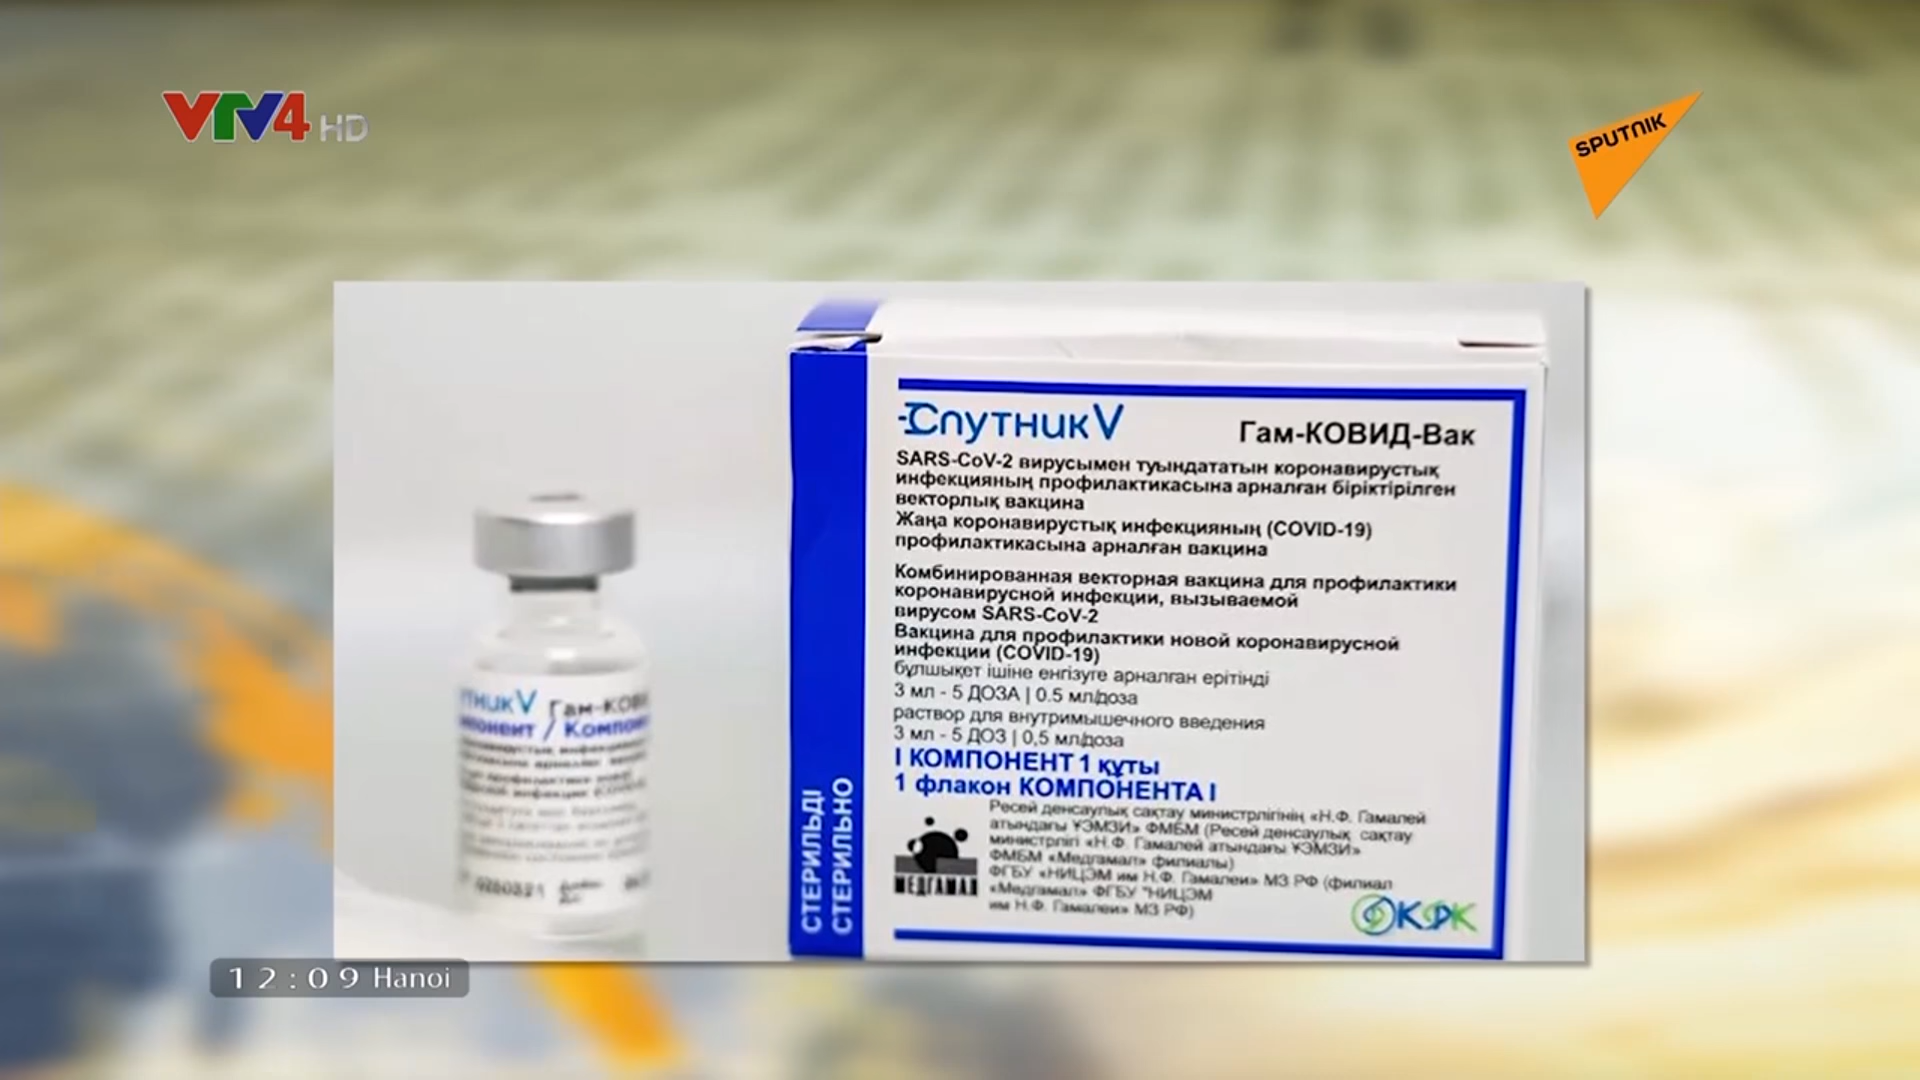 VTV4 HD
SPUTNIK
СПУТНИК V
Гам-КОВИД-Вак
SARS-CoV-2 вирусымен туындататын коронавирустық
инфекцияның профилактикасына арналған біріктірілген
векторлық вакцина
Жаңа коронавирустық инфекцияның (COVID-19)
профилактикасына арналған вакцина
Комбинированная векторная вакцина для профилактики
коронавирусной инфекции, вызываемой
вирусом SARS-CoV-2
Вакцина для профилактики новой коронавирусной
инфекции (COVID-19)
бұлшықет ішіне енгізуге арналған ерітінді
3 мл - 5 ДОЗА | 0.5 мл/доза
раствор для внутримышечного введения
3 мл - 5 ДОЗ | 0,5 мл/доза
I КОМПОНЕНТ 1 құты
1 флакон КОМПОНЕНТА I
Ресей денсаулық сақтау министрлігінің «Н.Ф. Гамалей
атындағы ҰЭМЗИ» ФМБМ (Ресей денсаулық сақтау
министрлігі «Н.Ф. Гамалей атындағы ҰЭМЗИ»
ФМБМ «Медгамал» филиалы)
ФГБУ «НИЦЭМ им Н.Ф. Гамалеи» МЗ РФ (филиал
«Медгамал» ФГБУ "НИЦЭМ
им Н.Ф. Гамалеи» МЗ РФ)
МЕДГАМАЛ
СТЕРИЛЬДІ
СТЕРИЛЬНО
ТНИК V Гам-КОВИ
понент / Компон
12:09 Hanoi